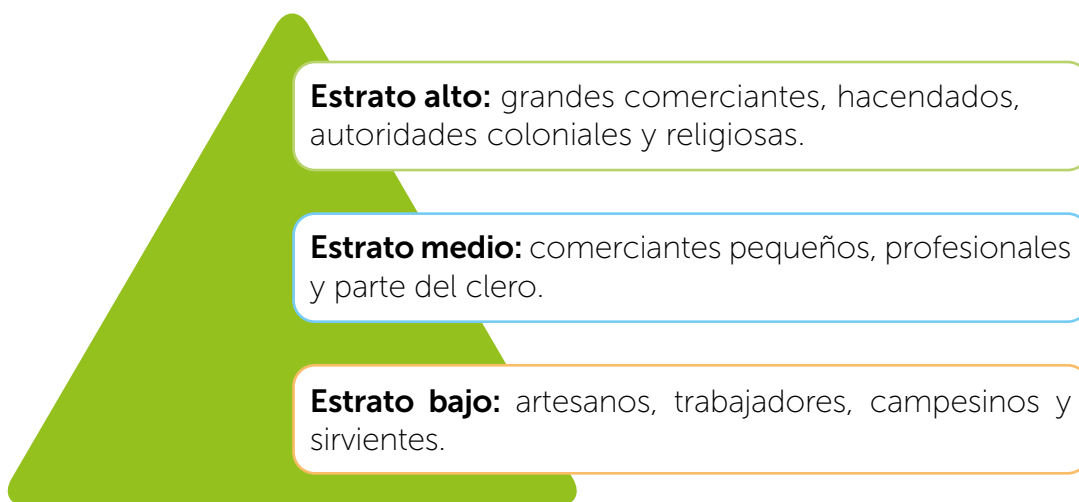 Estrato alto: grandes comerciantes, hacendados,
autoridades coloniales y religiosas.
Estrato medio: comerciantes pequeños, profesionales
y parte del clero.
Estrato bajo: artesanos, trabajadores, campesinos y
sirvientes.